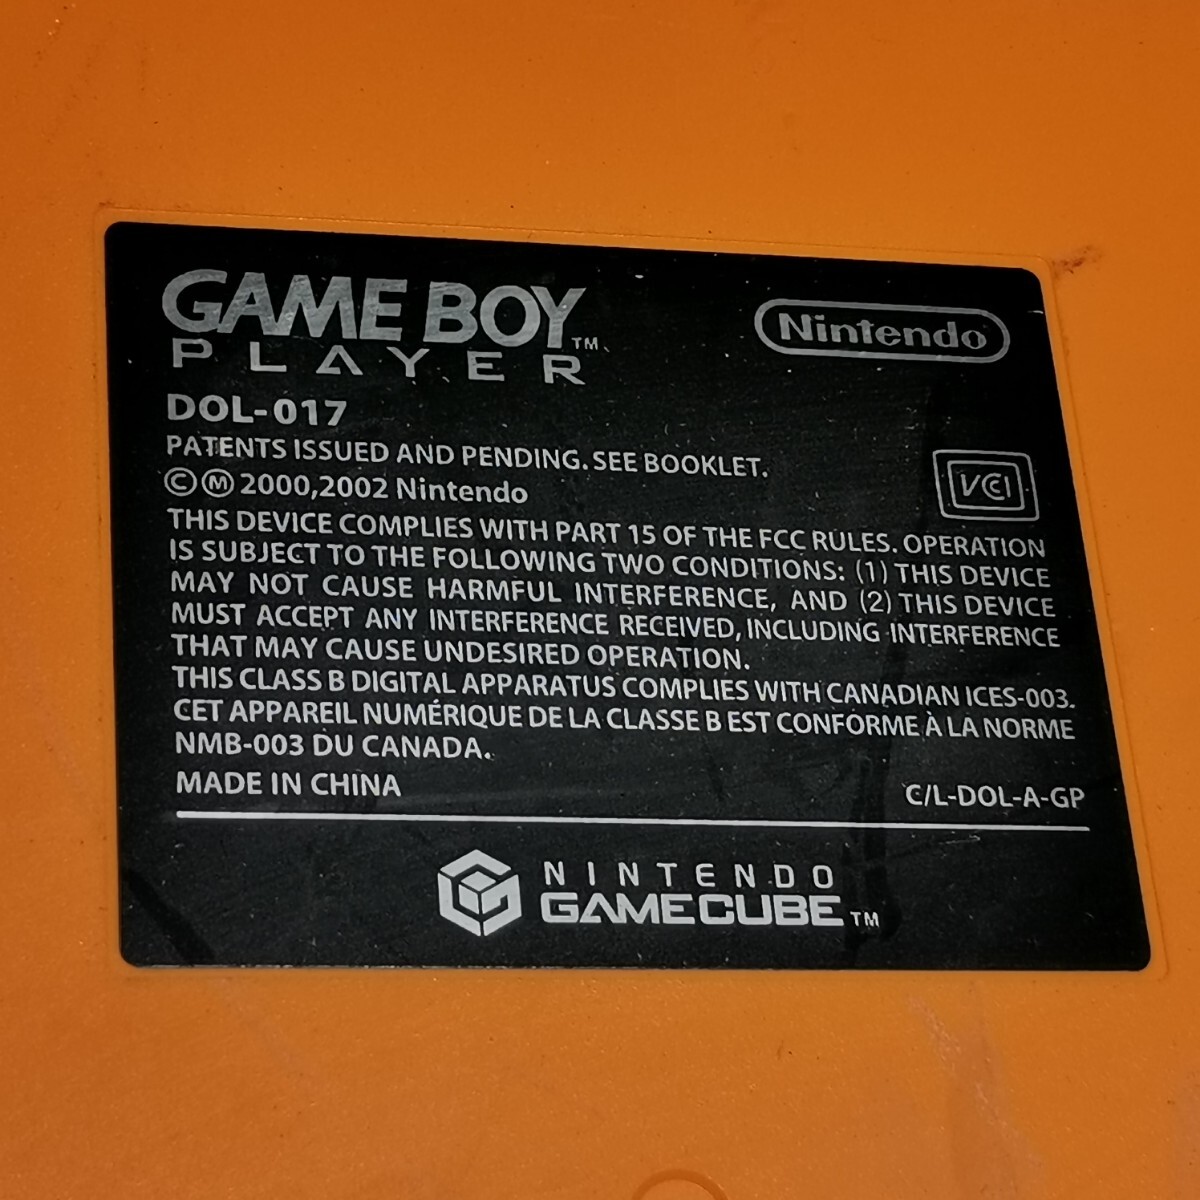 GAME BOY™
PLAYER
Nintendo
DOL-017
PATENTS ISSUED AND PENDING. SEE BOOKLET.
©Ⓜ 2000,2002 Nintendo
VCI
THIS DEVICE COMPLIES WITH PART 15 OF THE FCC RULES. OPERATION
IS SUBJECT TO THE FOLLOWING TWO CONDITIONS: (1) THIS DEVICE
MAY NOT CAUSE HARMFUL INTERFERENCE, AND (2) THIS DEVICE
MUST ACCEPT ANY INTERFERENCE RECEIVED, INCLUDING INTERFERENCE
THAT MAY CAUSE UNDESIRED OPERATION.
THIS CLASS B DIGITAL APPARATUS COMPLIES WITH CANADIAN ICES-003.
CET APPAREIL NUMÉRIQUE DE LA CLASSE B EST CONFORME À LA NORME
NMB-003 DU CANADA.
MADE IN CHINA
C/L-DOL-A-GP
NINTENDO
GAMECUBE™